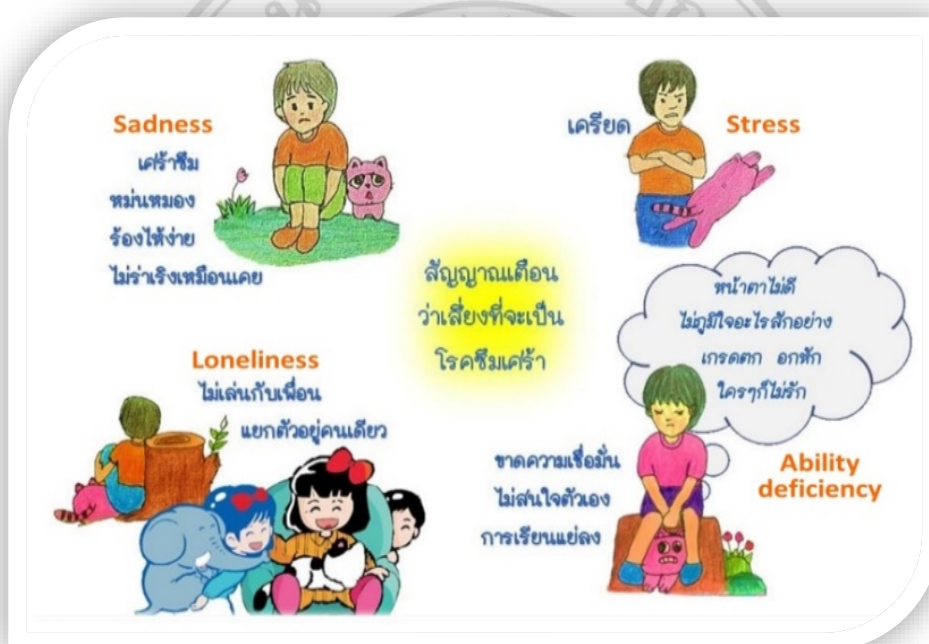 Sadness
เศร้าซึม
หม่นหมอง
ร้องไห้ง่าย
ไม่ร่าเริงเหมือนเคย
เครียด
Stress
สัญญาณเตือน
ว่าเสี่ยงที่จะเป็น
โรคซึมเศร้า
Loneliness
ไม่เล่นกับเพื่อน
แยกตัวอยู่คนเดียว
หน้าตาไม่ดี
ไม่ภูมิใจอะไรสักอย่าง
เกรดตก อกหัก
ใครๆก็ไม่รัก
ขาดความเชื่อมั่น
ไม่สนใจตัวเอง
การเรียนแย่ลง
Ability
deficiency